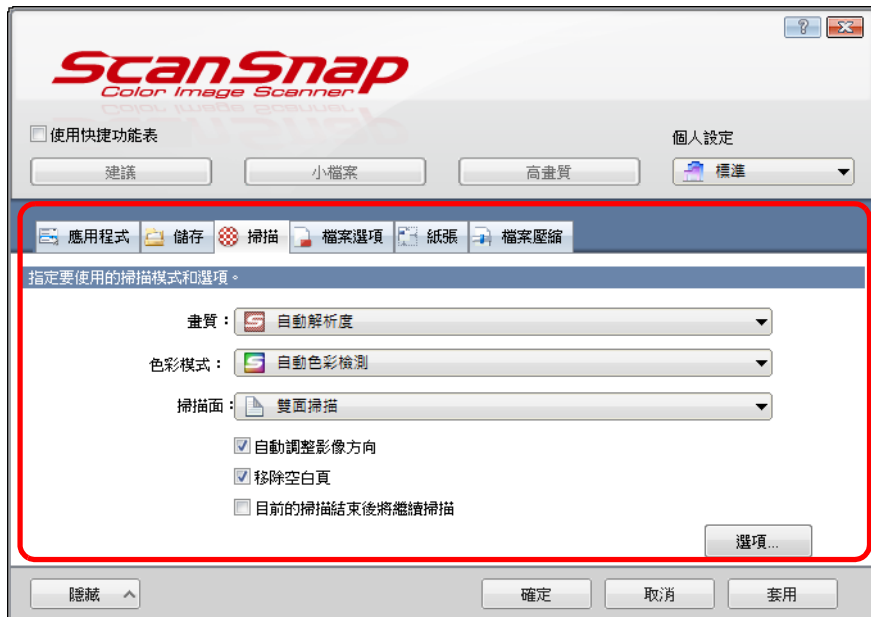 ?
ScanSnap
Color Image Scanner
使用快捷功能表
個人設定
建議 小檔案 高畫質 標準
應用程式 儲存 掃描 檔案選項 紙張 檔案壓縮
指定要使用的掃描模式和選項。
畫質： 自動解析度
色彩模式： 自動色彩檢測
掃描面： 雙面掃描
自動調整影像方向
移除空白頁
目前的掃描結束後將繼續掃描
選項...
隱藏 確定 取消 套用